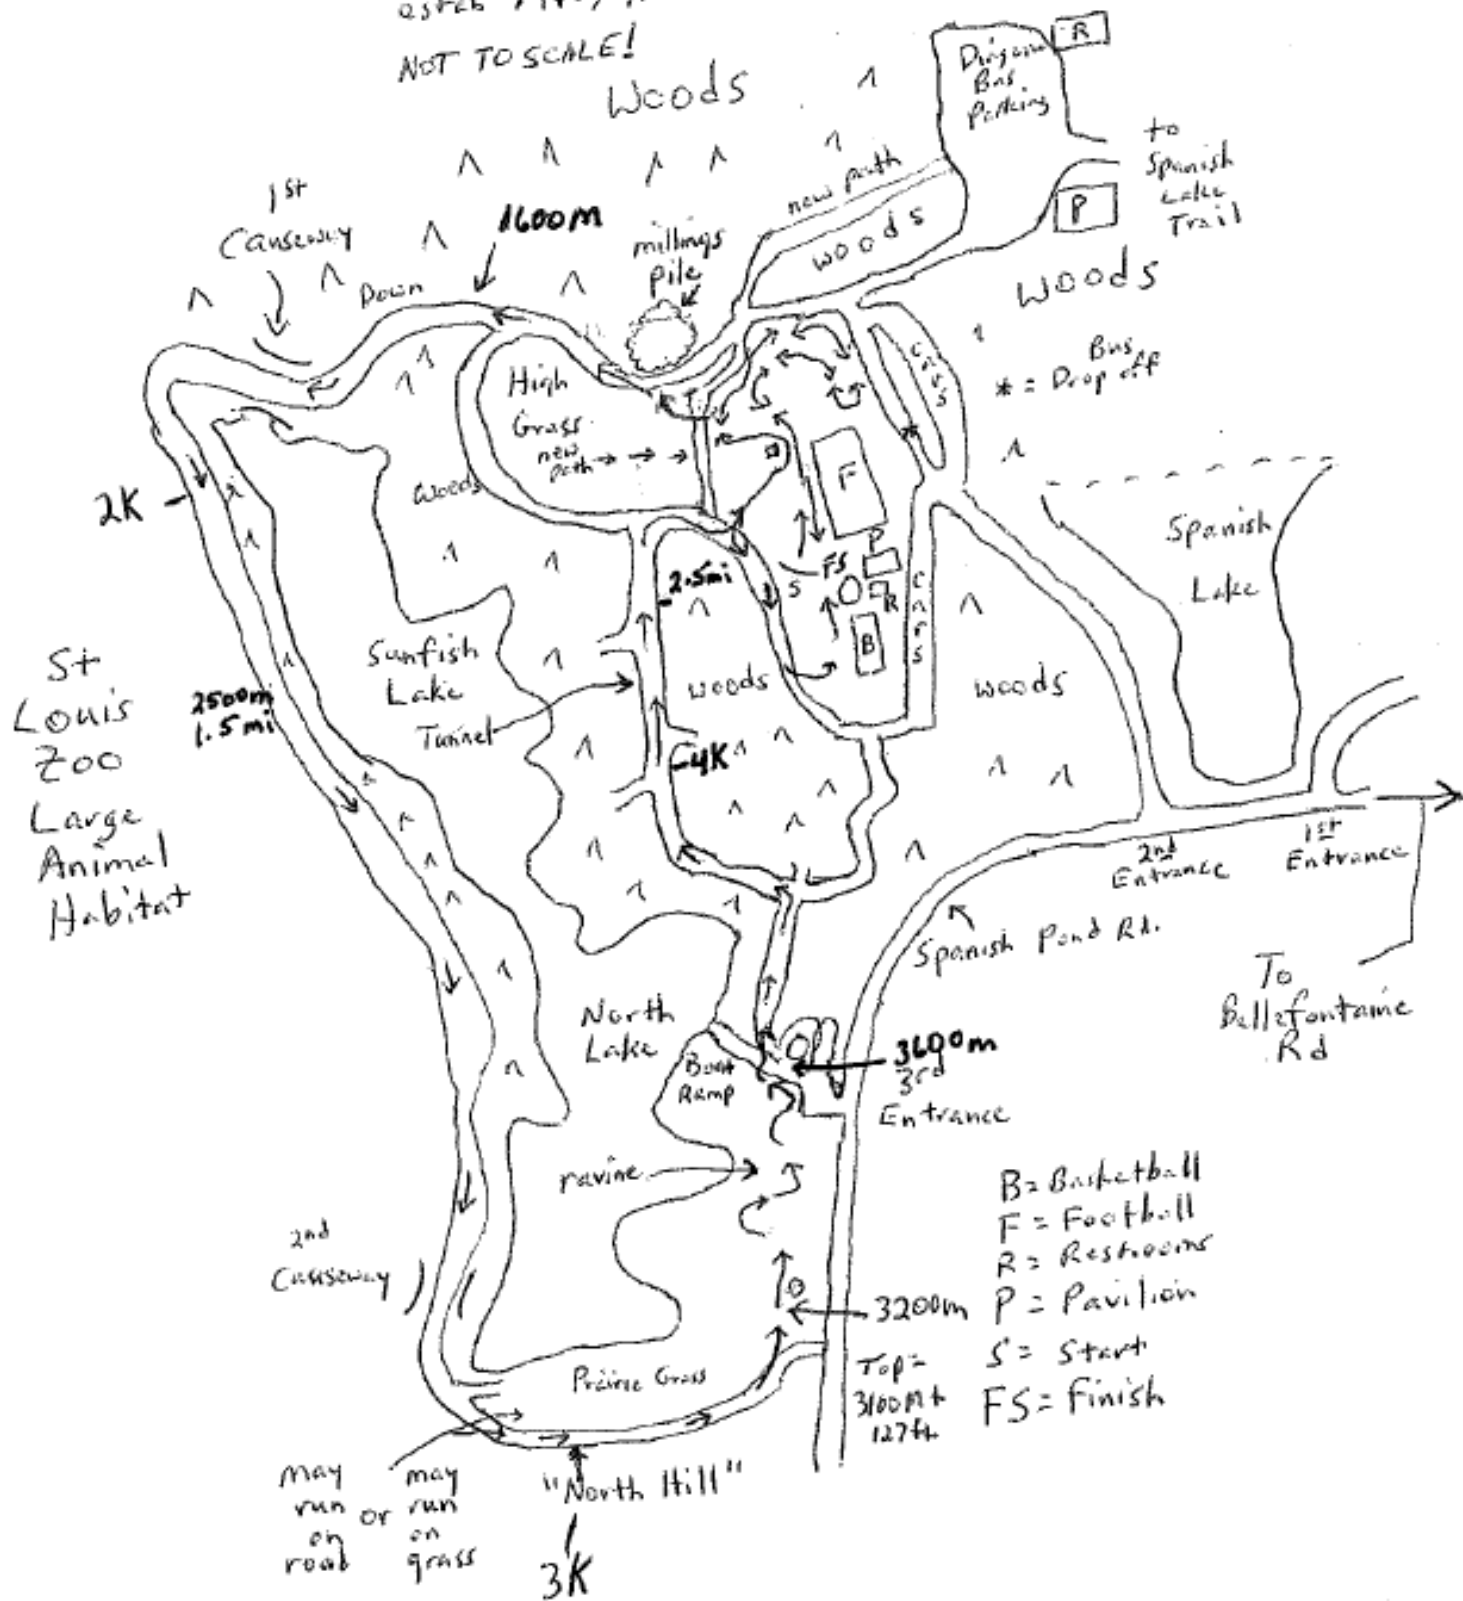 NOT TO SCALE!
Woods
R
Bus
Parking
to
Spanish
Lake
Trail
P
new path
woods
Woods
1st
Causeway
1600m
millings
pile
Down
cars
Bus
* = Drop off
High
Grass
new
path
F
Woods
2K
Spanish
Lake
P
FS
S
R
B
cars
2.5mi
woods
woods
Sunfish
Lake
Tunnel
4K
St
Louis
Zoo
Large
Animal
Habitat
2500m
1.5mi
1st
Entrance
2nd
Entrance
Spanish Pond Rd.
To
Bellefontaine
Rd
North
Lake
Boat
Ramp
3600m
3rd
Entrance
ravine
2nd
Causeway
3200m
Top=
3100m +
127ft
B= Basketball
F = Football
R = Restrooms
P = Pavilion
S = Start
FS = Finish
Prairie Grass
may
run
on
road
or
may
run
on
grass
"North Hill"
3K